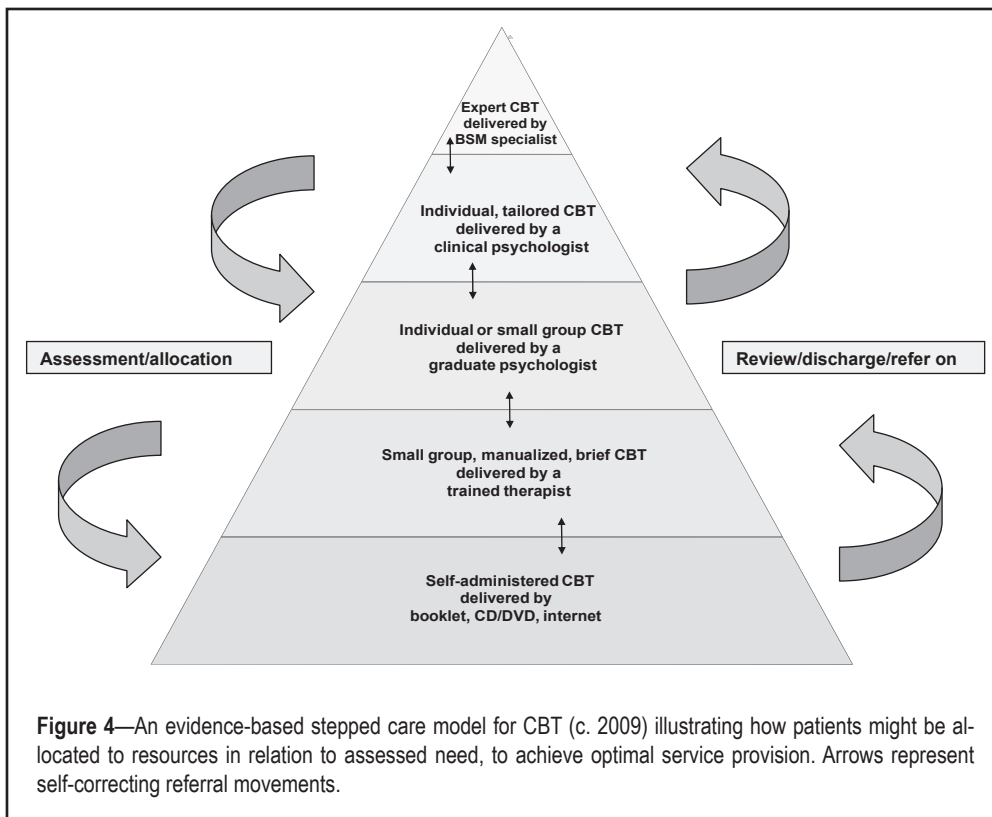 Expert CBT
delivered by
BSM specialist
Individual, tailored CBT
delivered by a
clinical psychologist
Individual or small group CBT
delivered by a
graduate psychologist
Assessment/allocation
Review/discharge/refer on
Small group, manualized, brief CBT
delivered by a
trained therapist
Self-administered CBT
delivered by
booklet, CD/DVD, internet
Figure 4—An evidence-based stepped care model for CBT (c. 2009) illustrating how patients might be al-
located to resources in relation to assessed need, to achieve optimal service provision. Arrows represent
self-correcting referral movements.